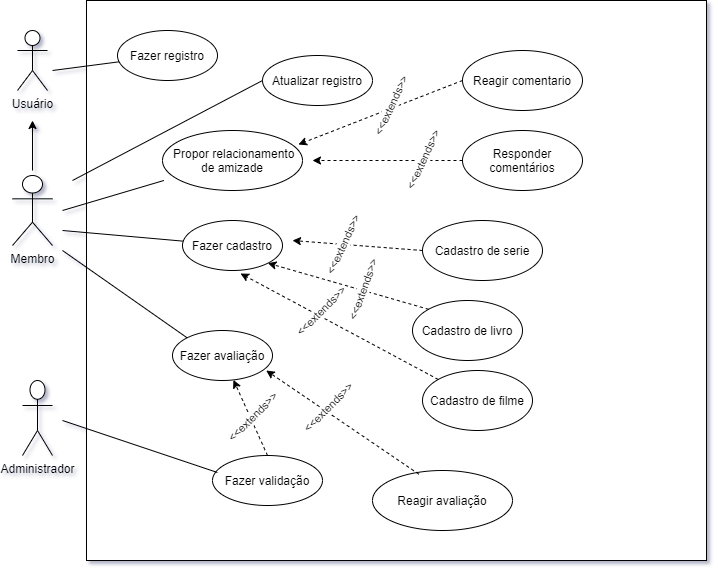 Fazer registro
Usuário
Atualizar registro
Reagir comentario
<<extends>>
Propor relacionamento
de amizade
<<extends>>
Responder
comentários
Membro
Fazer cadastro
<<extends>>
Cadastro de serie
<<extends>>
<<extends>>
Cadastro de livro
Fazer avaliação
Cadastro de filme
<<extends>>
<<extends>>
Administrador
Fazer validação
Reagir avaliação